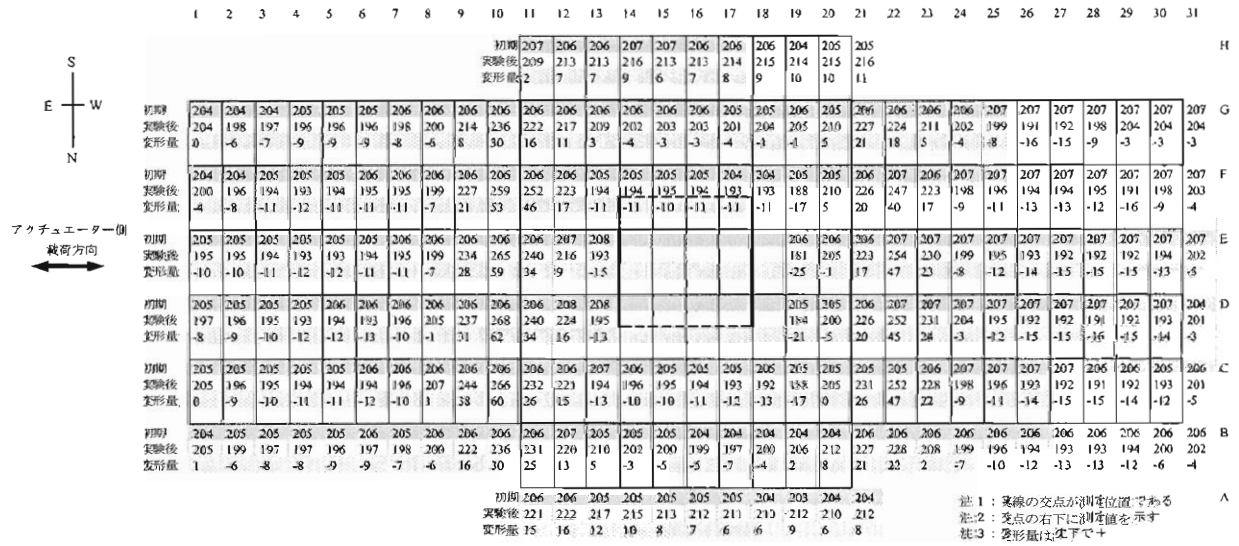 1 2 3 4 5 6 7 8 9 10 11 12 13 14 15 16 17 18 19 20 21 22 23 24 25 26 27 28 29 30 31
初期 207 206 206 207 207 206 206 206 204 205 205 H
実験後 209 213 213 216 213 213 214 215 214 215 216
変形量 2 7 7 9 6 7 8 9 10 10 11
S
E W
N
初期 204 204 204 205 205 205 206 206 206 206 206 206 206 206 206 206 205 205 205 205 206 206 206 206 207 207 207 207 207 207 207 G
実験後 204 198 197 196 196 196 198 200 214 236 222 217 209 202 203 203 201 204 205 210 227 224 211 202 199 191 192 198 204 204 204
変形量 0 -6 -7 -9 -9 -9 -8 -6 8 30 16 11 3 -4 -3 -3 -4 5 21 18 5 -4 -8 -16 -15 -9 -3 -3 -3
初期 204 204 205 205 205 206 206 206 206 206 206 206 205 205 205 205 204 204 205 205 206 207 206 207 207 207 207 207 207 207 207 F
実験後 200 196 194 193 194 195 195 199 227 259 252 223 194 194 195 194 193 193 188 210 226 247 223 198 196 194 194 195 191 198 203
変形量 -4 -8 -11 -12 -11 -11 -11 -7 21 53 46 17 -11 -11 -10 -11 -11 -11 -17 5 20 40 17 -9 -11 -13 -13 -12 -16 -9 -4
アクチュエーター側
載荷方向
初期 205 205 205 205 205 205 206 206 206 206 206 207 208 206 206 206 207 207 207 207 207 207 207 207 207 207 E
実験後 195 195 194 193 193 194 195 199 234 265 240 216 193 181 205 223 254 230 199 195 193 192 192 192 194 202
変形量 -10 -10 -11 -12 -12 -11 -11 -7 28 59 34 9 -15 -25 -1 17 47 23 -8 -12 -14 -15 -15 -15 -13 -5
初期 205 205 205 205 206 206 206 206 206 206 206 208 208 205 205 206 207 207 207 207 207 207 207 207 207 204 D
実験後 197 196 195 193 194 193 196 205 237 268 240 224 195 184 200 226 252 231 204 195 192 192 191 192 193 201
変形量 -8 -9 -10 -12 -12 -13 -10 -1 31 62 34 16 -13 -21 -5 20 45 24 -3 -12 -15 -15 -16 -15 -14 -3
初期 205 205 205 205 205 206 206 206 206 206 206 206 207 206 205 205 205 205 205 205 205 205 206 207 207 207 207 206 206 205 206 C
実験後 205 196 195 194 194 194 196 207 244 266 232 221 194 196 195 194 193 192 188 205 231 252 228 198 196 193 192 191 192 193 201
変形量 0 -9 -10 -11 -11 -12 -10 1 38 60 26 15 -13 -10 -10 -11 -12 -13 -17 0 26 47 22 -9 -11 -14 -15 -15 -14 -12 -5
初期 204 205 205 205 205 206 205 206 206 206 206 207 205 205 205 204 204 204 204 204 206 206 206 206 206 206 206 206 206 206 206 B
実験後 205 199 197 197 196 197 198 200 222 236 231 220 210 202 200 199 197 200 206 212 227 228 208 199 196 194 193 193 194 200 202
変形量 1 -6 -8 -8 -9 -9 -7 -6 16 30 25 13 5 -3 -5 -5 -7 -4 2 8 21 22 2 -7 -10 -12 -13 -13 -12 -6 -4
初期 206 206 205 205 205 205 205 204 203 204 204 A
実験後 221 222 217 215 213 212 211 210 212 210 212
変形量 15 16 12 10 8 7 6 6 9 6 8
注1：実線の交点が測定位置である
注2：交点の右下に測定値を示す
注3：変形量は 沈下で＋